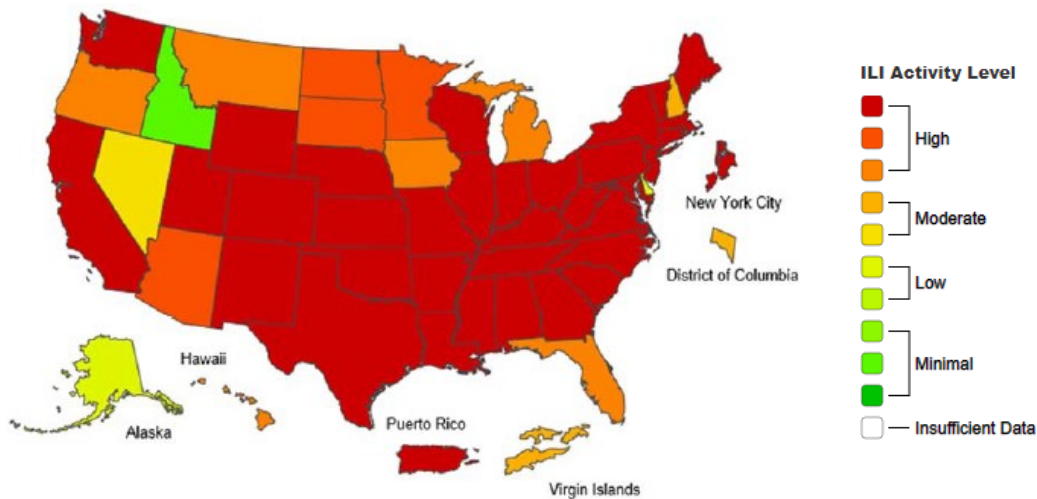 ILI Activity Level
High
Moderate
Low
Minimal
Insufficient Data
New York City
District of Columbia
Hawaii
Alaska
Puerto Rico
Virgin Islands